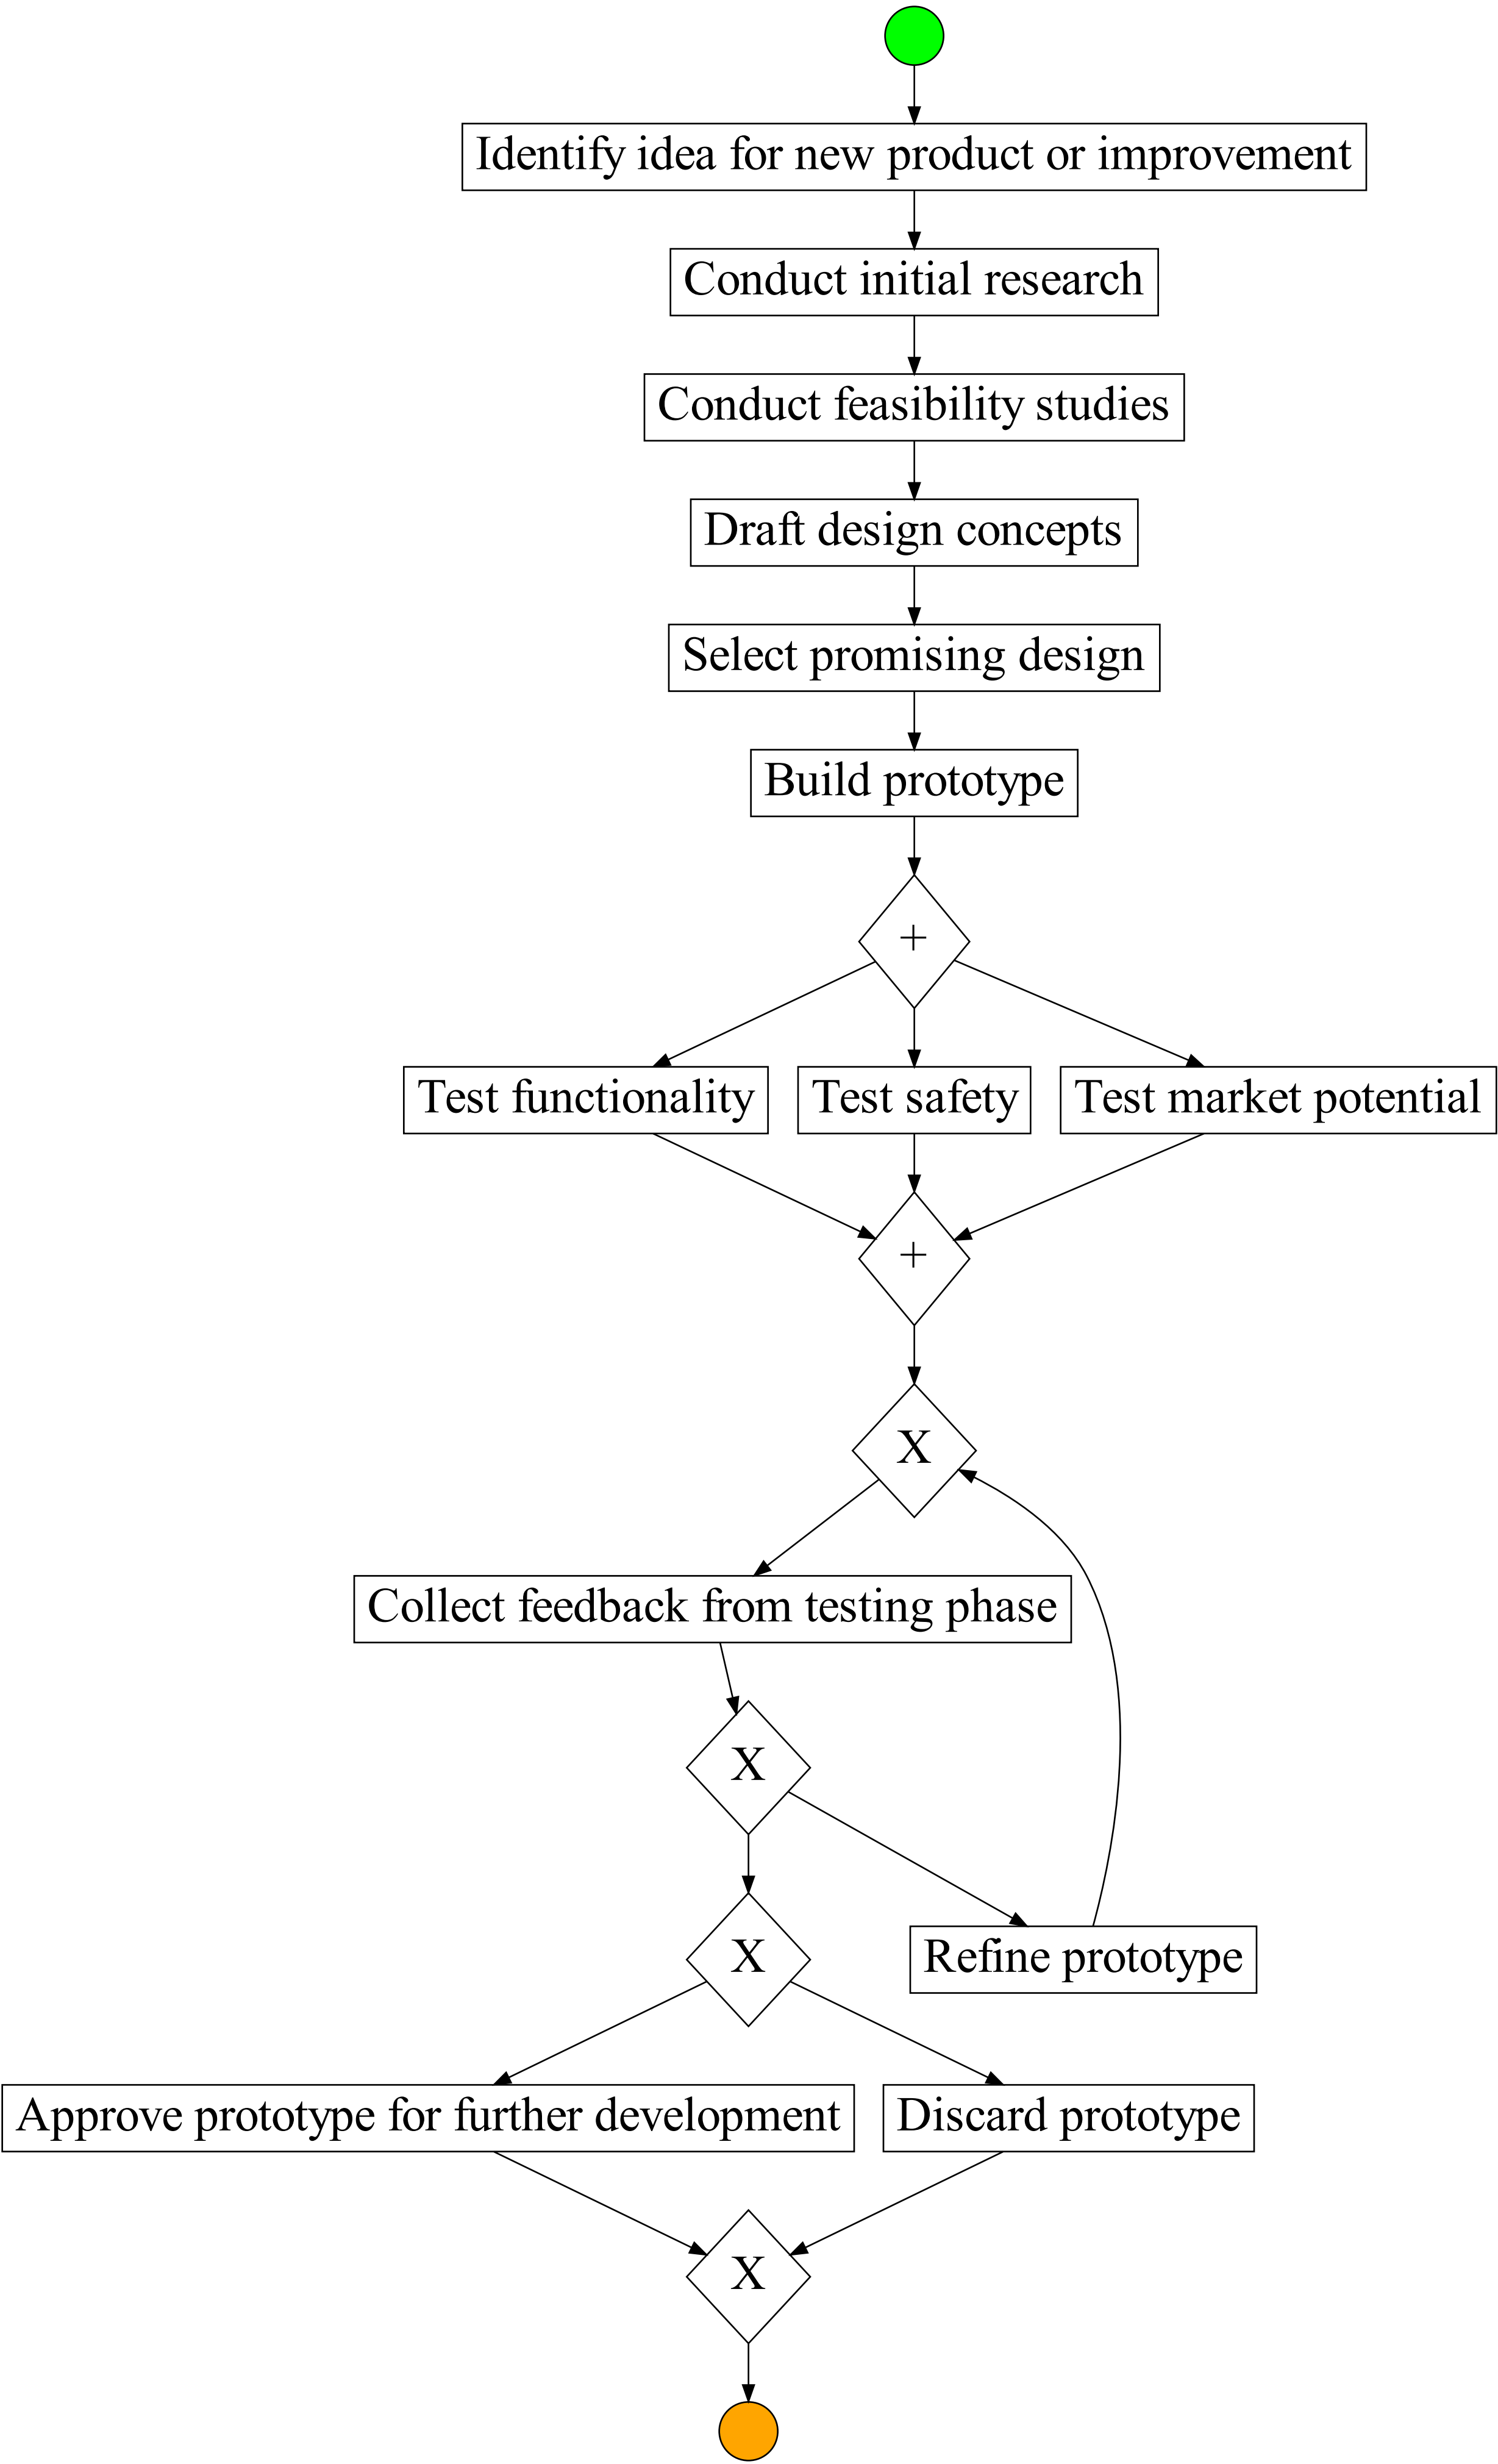 Identify idea for new product or improvement
Conduct initial research
Conduct feasibility studies
Draft design concepts
Select promising design
Build prototype
+
Test functionality
Test safety
Test market potential
+
X
Collect feedback from testing phase
X
X
Refine prototype
Approve prototype for further development
Discard prototype
X